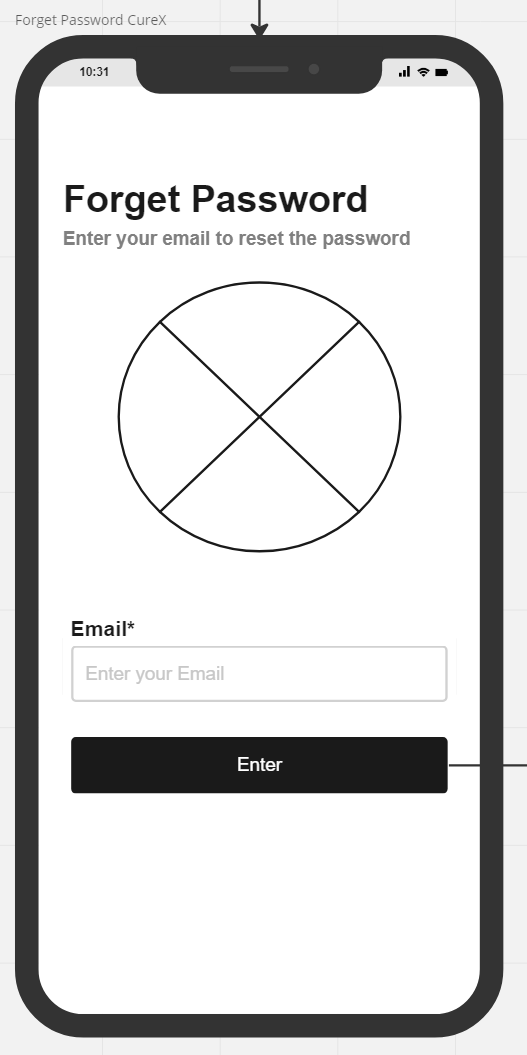 Forget Password CureX
10:31
Forget Password
Enter your email to reset the password
Email*
Enter your Email
Enter